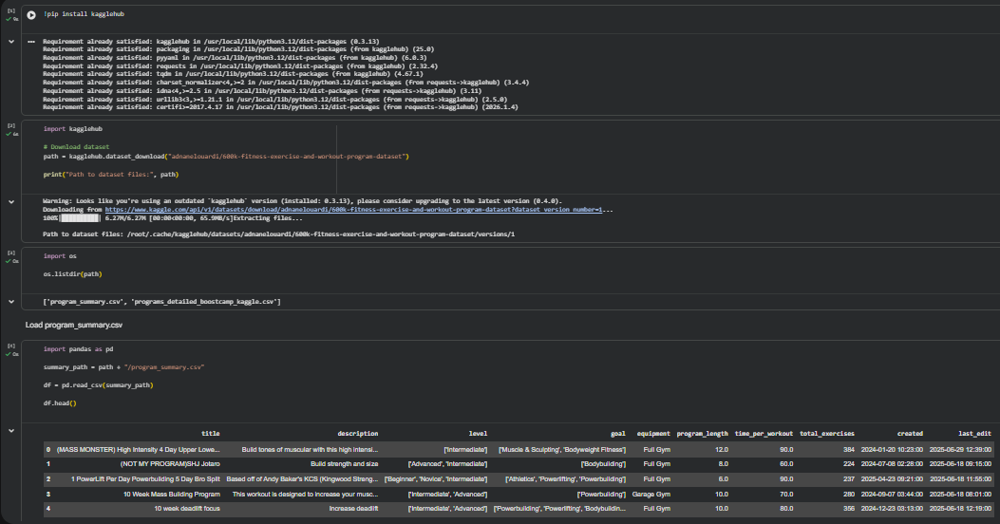 [x]
9s
!pip install kagglehub
Requirement already satisfied: kagglehub in /usr/local/lib/python3.12/dist-packages (0.3.13)
Requirement already satisfied: packaging in /usr/local/lib/python3.12/dist-packages (from kagglehub) (25.0)
Requirement already satisfied: pyyaml in /usr/local/lib/python3.12/dist-packages (from kagglehub) (6.0.3)
Requirement already satisfied: requests in /usr/local/lib/python3.12/dist-packages (from kagglehub) (2.32.4)
Requirement already satisfied: tqdm in /usr/local/lib/python3.12/dist-packages (from kagglehub) (4.67.1)
Requirement already satisfied: charset_normalizer<4,>=2 in /usr/local/lib/python3.12/dist-packages (from requests->kagglehub) (3.4.4)
Requirement already satisfied: idna<4,>=2.5 in /usr/local/lib/python3.12/dist-packages (from requests->kagglehub) (3.11)
Requirement already satisfied: urllib3<3,>=1.21.1 in /usr/local/lib/python3.12/dist-packages (from requests->kagglehub) (2.5.0)
Requirement already satisfied: certifi>=2017.4.17 in /usr/local/lib/python3.12/dist-packages (from requests->kagglehub) (2026.1.4)
import kagglehub
# Download dataset
path = kagglehub.dataset_download("adnanelouardi/600k-fitness-exercise-and-workout-program-dataset")
print("Path to dataset files:", path)
Warning: Looks like you're using an outdated `kagglehub` version (installed: 0.3.13), please consider upgrading to the latest version (0.4.0).
Downloading from https://www.kaggle.com/api/v1/datasets/download/adnanelouardi/600k-fitness-exercise-and-workout-program-dataset?dataset_version_number=1...
100%| 6.27M/6.27M [00:00<00:00, 65.9MB/s]Extracting files...
Path to dataset files: /root/.cache/kagglehub/datasets/adnanelouardi/600k-fitness-exercise-and-workout-program-dataset/versions/1
import os
0s
os.listdir(path)
['program_summary.csv', 'programs_detailed_boostcamp_kaggle.csv']
Load program_summary.csv
import pandas as pd
0s
summary_path = path + "/program_summary.csv"
df = pd.read_csv(summary_path)
df.head()
title description level goal equipment program_length time_per_workout total_exercises created last_edit
0 (MASS MONSTER) High Intensity 4 Day Upper Lowe... Build tones of muscular with this high intensi... ['Intermediate'] ['Muscle & Sculpting', 'Bodyweight Fitness'] Full Gym 12.0 90.0 384 2024-01-20 10:23:00 2025-06-29 12:39:00
1 (NOT MY PROGRAM)SHJ Jotaro Build strength and size ['Advanced', 'Intermediate'] ['Bodybuilding'] Full Gym 8.0 60.0 224 2024-07-08 02:28:00 2025-06-18 09:15:00
2 1 PowerLift Per Day Powerbuilding 5 Day Bro Split Based off of Andy Baker's KCS (Kingwood Streng... ['Beginner', 'Novice', 'Intermediate'] ['Athletics', 'Powerlifting', 'Powerbuilding'] Full Gym 6.0 90.0 237 2025-04-23 09:21:00 2025-06-18 11:55:00
3 10 Week Mass Building Program This workout is designed to increase your musc... ['Intermediate', 'Advanced'] ['Powerbuilding'] Garage Gym 10.0 70.0 280 2024-09-07 03:44:00 2025-06-18 08:01:00
4 10 week deadlift focus Increase deadlift ['Intermediate', 'Advanced'] ['Powerbuilding', 'Powerlifting', 'Bodybuildin... Full Gym 10.0 80.0 356 2024-12-23 03:13:00 2025-06-18 12:19:00